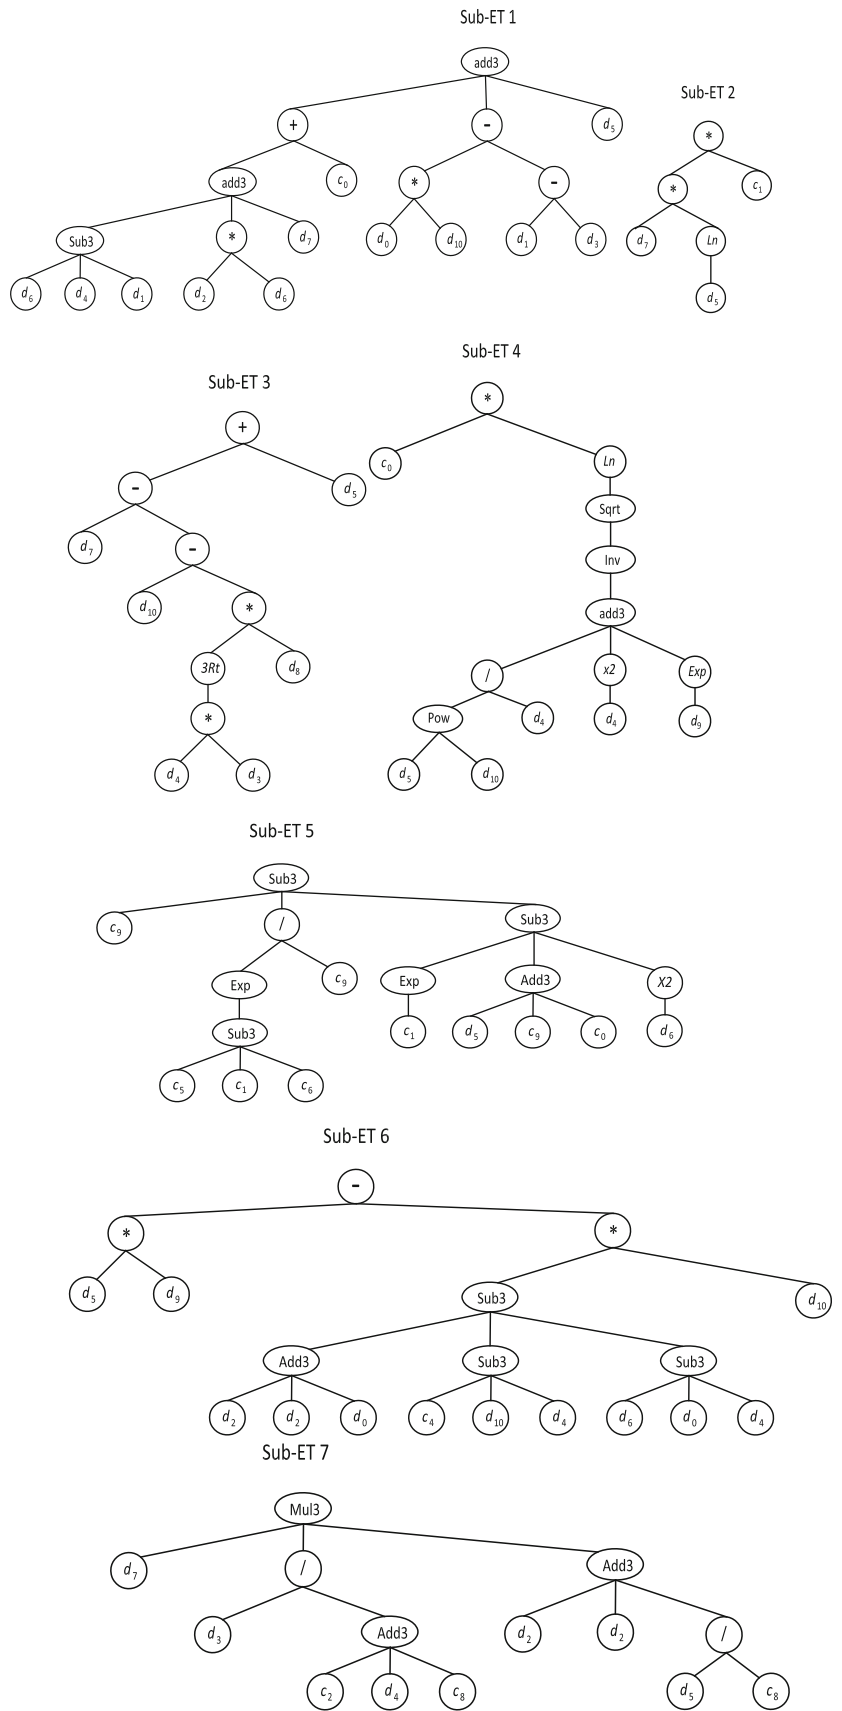 Sub-ET 1
add3
Sub-ET 2
+ - d5 *
add3 c0 * - * c1
Sub3 * d7 d0 d10 d1 d3 d7 Ln
d6 d4 d1 d2 d6 d5
Sub-ET 4
Sub-ET 3
*
+
c0 Ln
- d5
Sqrt
d7 -
Inv
d10 * add3
3Rt d8 / x2 Exp
* Pow d4 d4 d9
d4 d3 d5 d10
Sub-ET 5
Sub3
c9 / Sub3
Exp c9 Exp Add3 X2
Sub3 c1 d5 c9 c0 d6
c5 c1 c6
Sub-ET 6
-
* *
d5 d9 Sub3 d10
Add3 Sub3 Sub3
d2 d2 d0 c4 d10 d4 d6 d0 d4
Sub-ET 7
Mul3
d7 / Add3
d3 Add3 d2 d2 /
c2 d4 c8 d5 c8